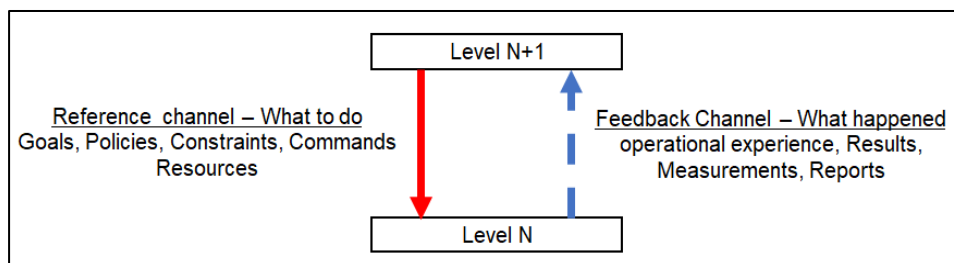 Level N+1
Reference channel – What to do
Goals, Policies, Constraints, Commands
Resources
Feedback Channel – What happened
operational experience, Results,
Measurements, Reports
Level N